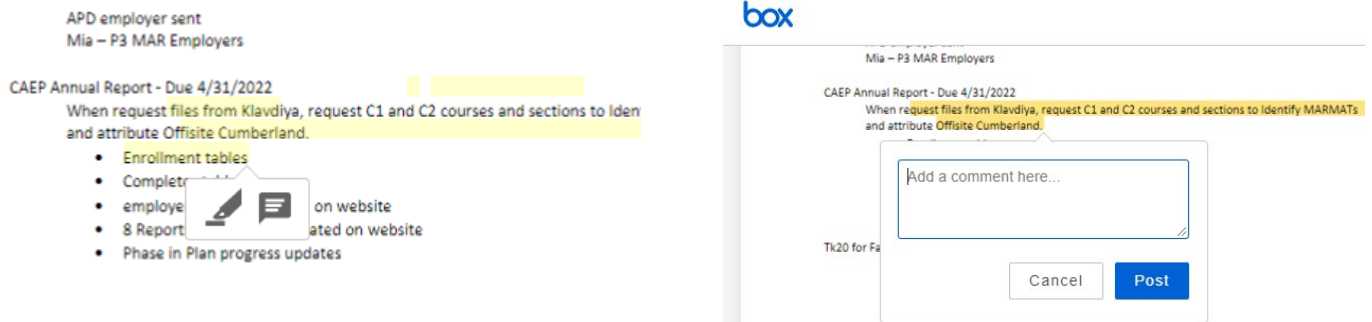 APD employer sent
Mia – P3 MAR Employers
CAEP Annual Report - Due 4/31/2022
When request files from Klavdiya, request C1 and C2 courses and sections to Iden
and attribute Offisite Cumberland.
• Enrollment tables
• Complete
• employe on website
• 8 Report ated on website
• Phase in Plan progress updates
box
Mia – P3 MAR Employers
CAEP Annual Report - Due 4/31/2022
When request files from Klavdiya, request C1 and C2 courses and sections to Identify MARMATs
and attribute Offisite Cumberland.
Add a comment here...
Tk20 for Fa
Cancel Post